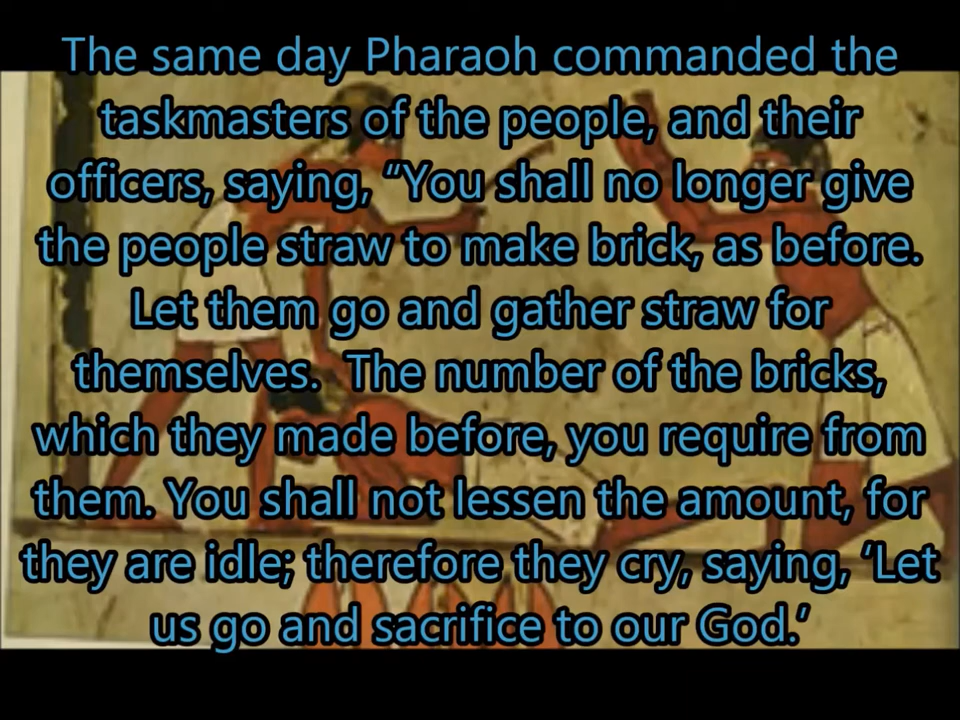 The same day Pharaoh commanded the
taskmasters of the people, and their
officers, saying, “You shall no longer give
the people straw to make brick, as before.
Let them go and gather straw for
themselves.  The number of the bricks,
which they made before, you require from
them. You shall not lessen the amount, for
they are idle; therefore they cry, saying, ‘Let
us go and sacrifice to our God.’